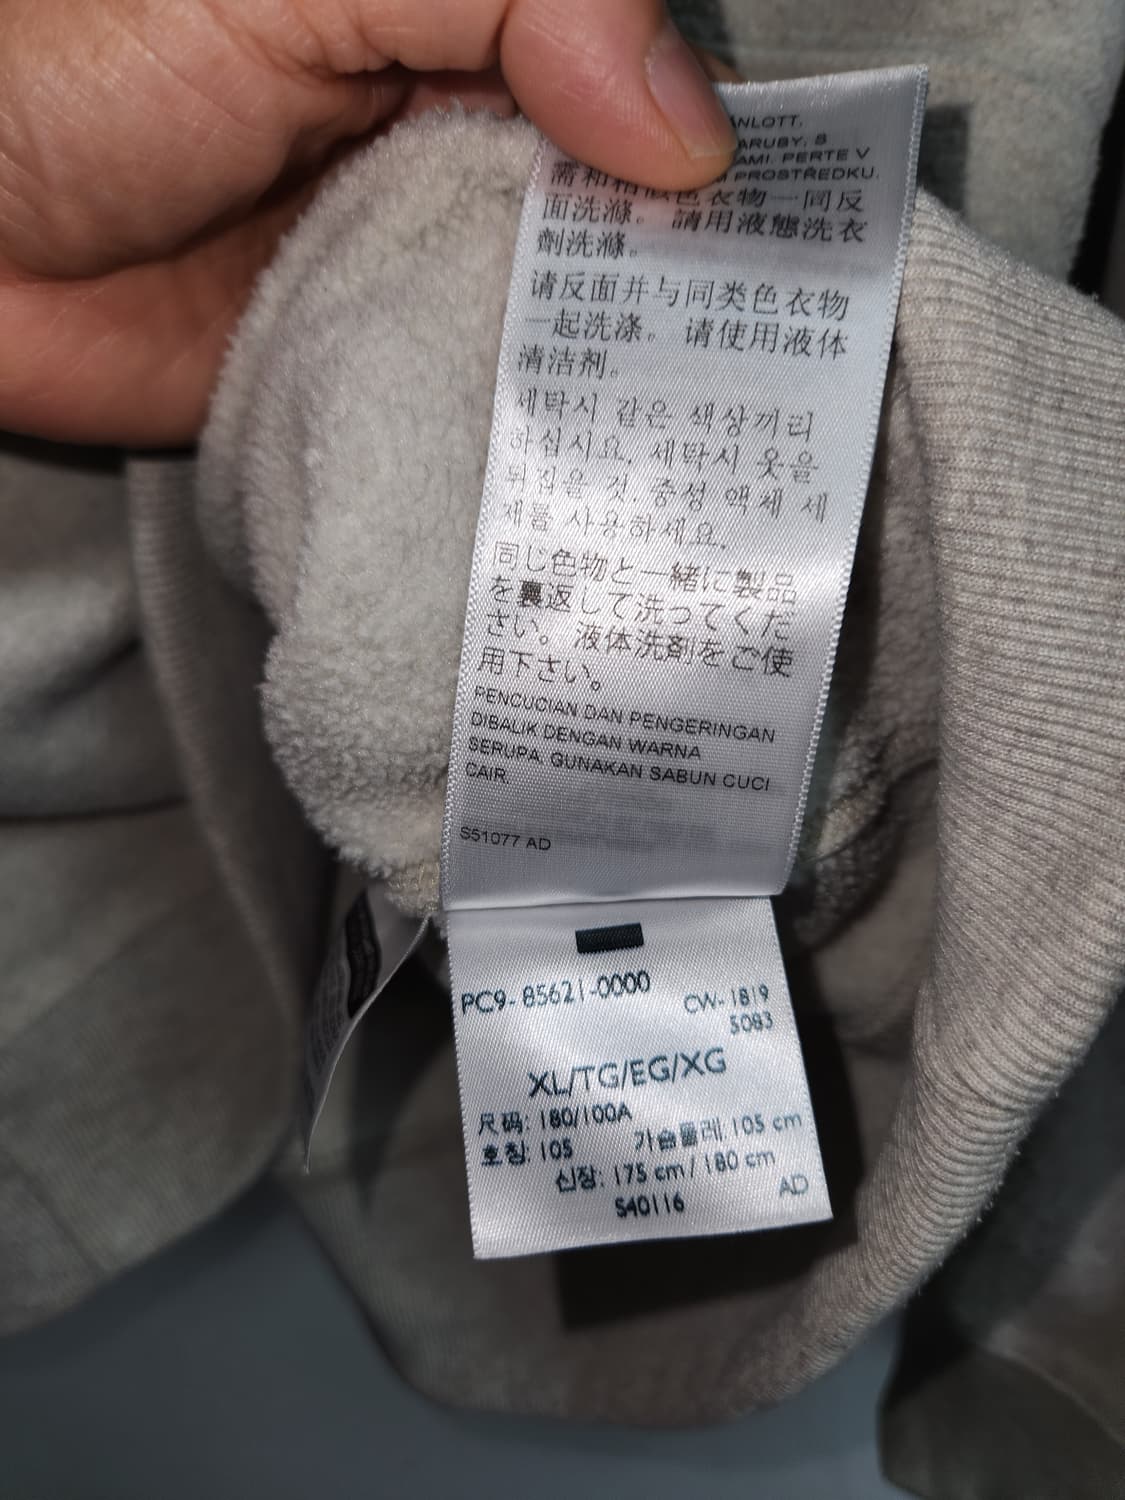 ÄNLOTT,
ARUBY, S
AMI. PERTE V
PROSTŘEDKU.
需和相似色衣物一同反
面洗滌。請用液態洗衣
劑洗滌。
请反面并与同类色衣物
一起洗涤。请使用液体
清洁剂。
세탁시 같은 색상끼리
하십시요. 세탁시 옷을
뒤집을 것. 중성 액체 세
제를 사용하세요.
同じ色物と一緒に製品
を裏返して洗ってくだ
さい。液体洗剤をご使
用下さい。
PENCUCIAN DAN PENGERINGAN
DIBALIK DENGAN WARNA
SERUPA. GUNAKAN SABUN CUCI
CAIR
S51077 AD
PC9-85621-0000
CW-1819
5083
XL/TG/EG/XG
尺码: 180/100A
호칭: 105 가슴둘레: 105 cm
신장: 175 cm / 180 cm
S40116
AD